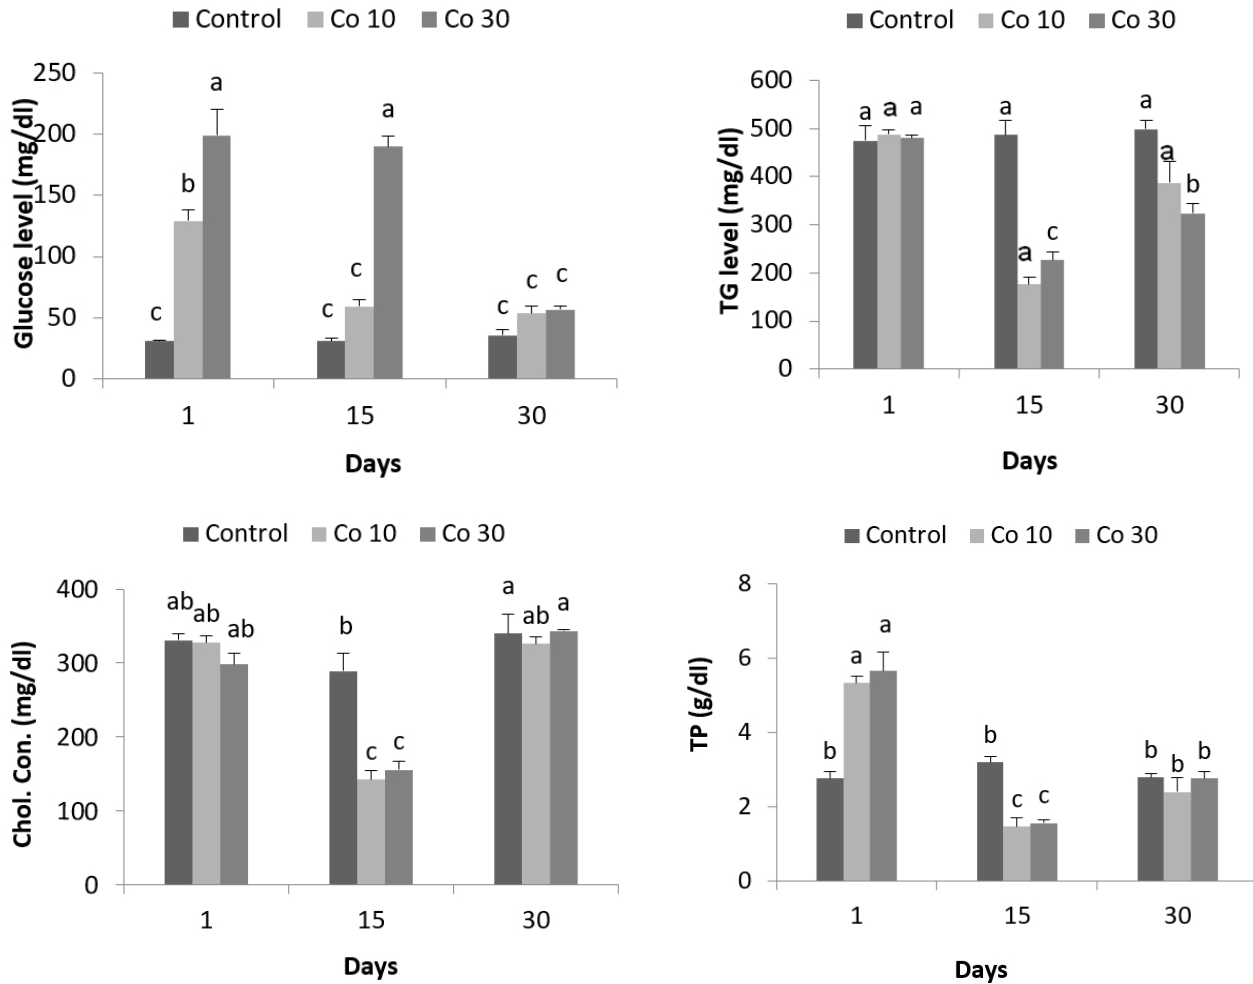 Control Co 10 Co 30
Glucose level (mg/dl)
250
200
150
100
50
0
c b a
c c a
c c c
1 15 30
Days
Control Co 10 Co 30
TG level (mg/dl)
600
500
400
300
200
100
0
a a a
a a c
a a b
1 15 30
Days
Control Co 10 Co 30
Chol. Con. (mg/dl)
400
300
200
100
0
ab ab ab
b c c
a ab a
1 15 30
Days
Control Co 10 Co 30
TP (g/dl)
8
6
4
2
0
b a a
b c c
b b b
1 15 30
Days